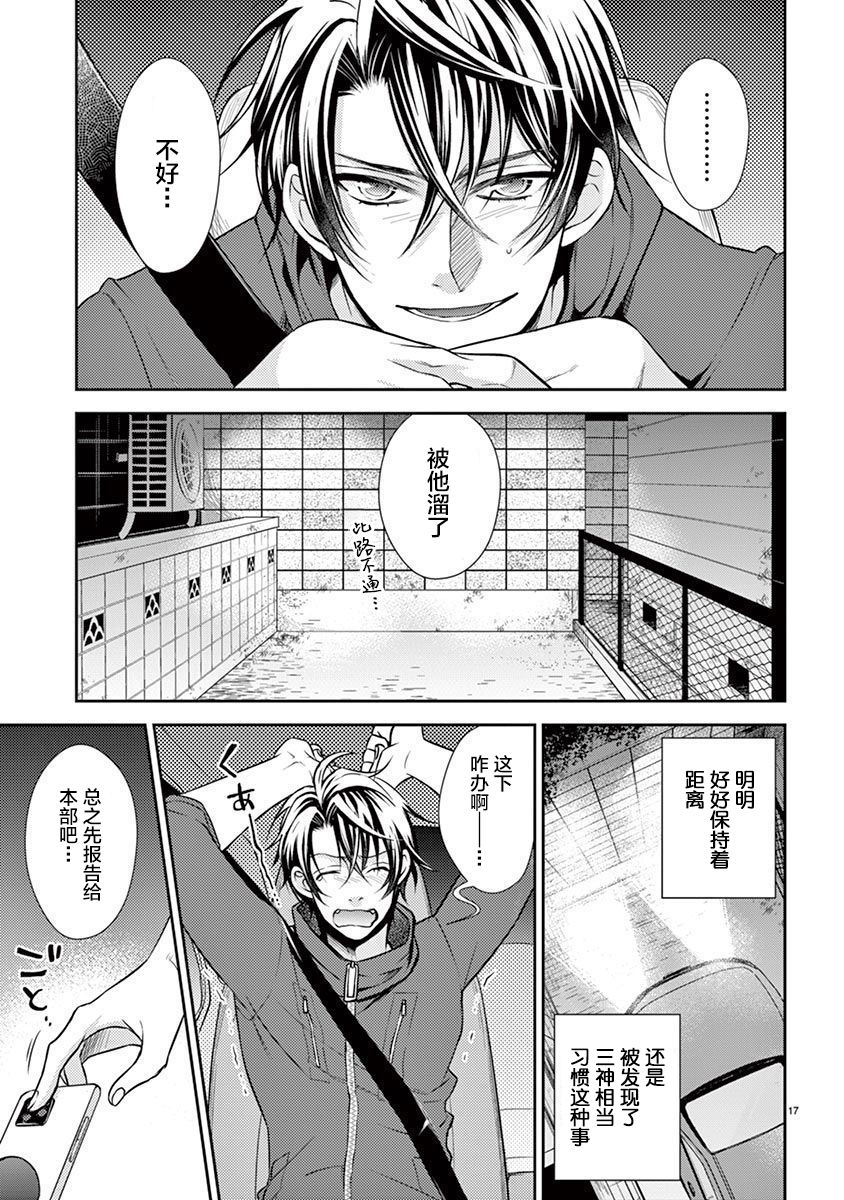 ………
不好…
被他溜了
此路不通…
明明
好好保持着
距离
还是
被发现了
三神相当
习惯这种事
这下
咋办啊
——…
くぁ
总之先报告给
本部吧…
ごと
17